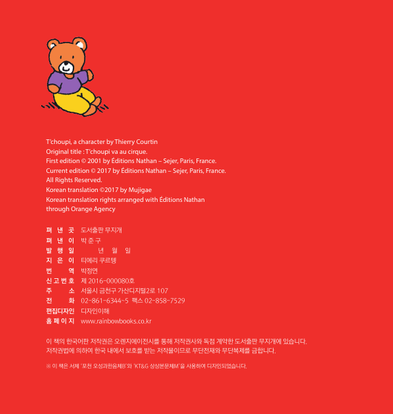 T'choupi, a character by Thierry Courtin
Original title : T'choupi va au cirque.
First edition © 2001 by Éditions Nathan – Sejer, Paris, France.
Current edition © 2017 by Éditions Nathan – Sejer, Paris, France.
All Rights Reserved.
Korean translation ©2017 by Mujigae
Korean translation rights arranged with Éditions Nathan
through Orange Agency
펴 낸 곳 도서출판 무지개
펴 낸 이 박 준 구
발 행 일 년 월 일
지 은 이 티에리 쿠르탱
번 역 박정연
신고번호 제 2016-000080호
주 소 서울시 금천구 가산디지털2로 107
전 화 02-861-6344~5 팩스 02-858-7529
편집디자인 디자인이래
홈페이지 www.rainbowbooks.co.kr
이 책의 한국어판 저작권은 오렌지에이전시를 통해 저작권사와 독점 계약한 도서출판 무지개에 있습니다.
저작권법에 의하여 한국 내에서 보호를 받는 저작물이므로 무단전재와 무단복제를 금합니다.
※ 이 책은 서체 '포천 오성과한음체B'와 'KT&G 상상본문체M'을 사용하여 디자인되었습니다.